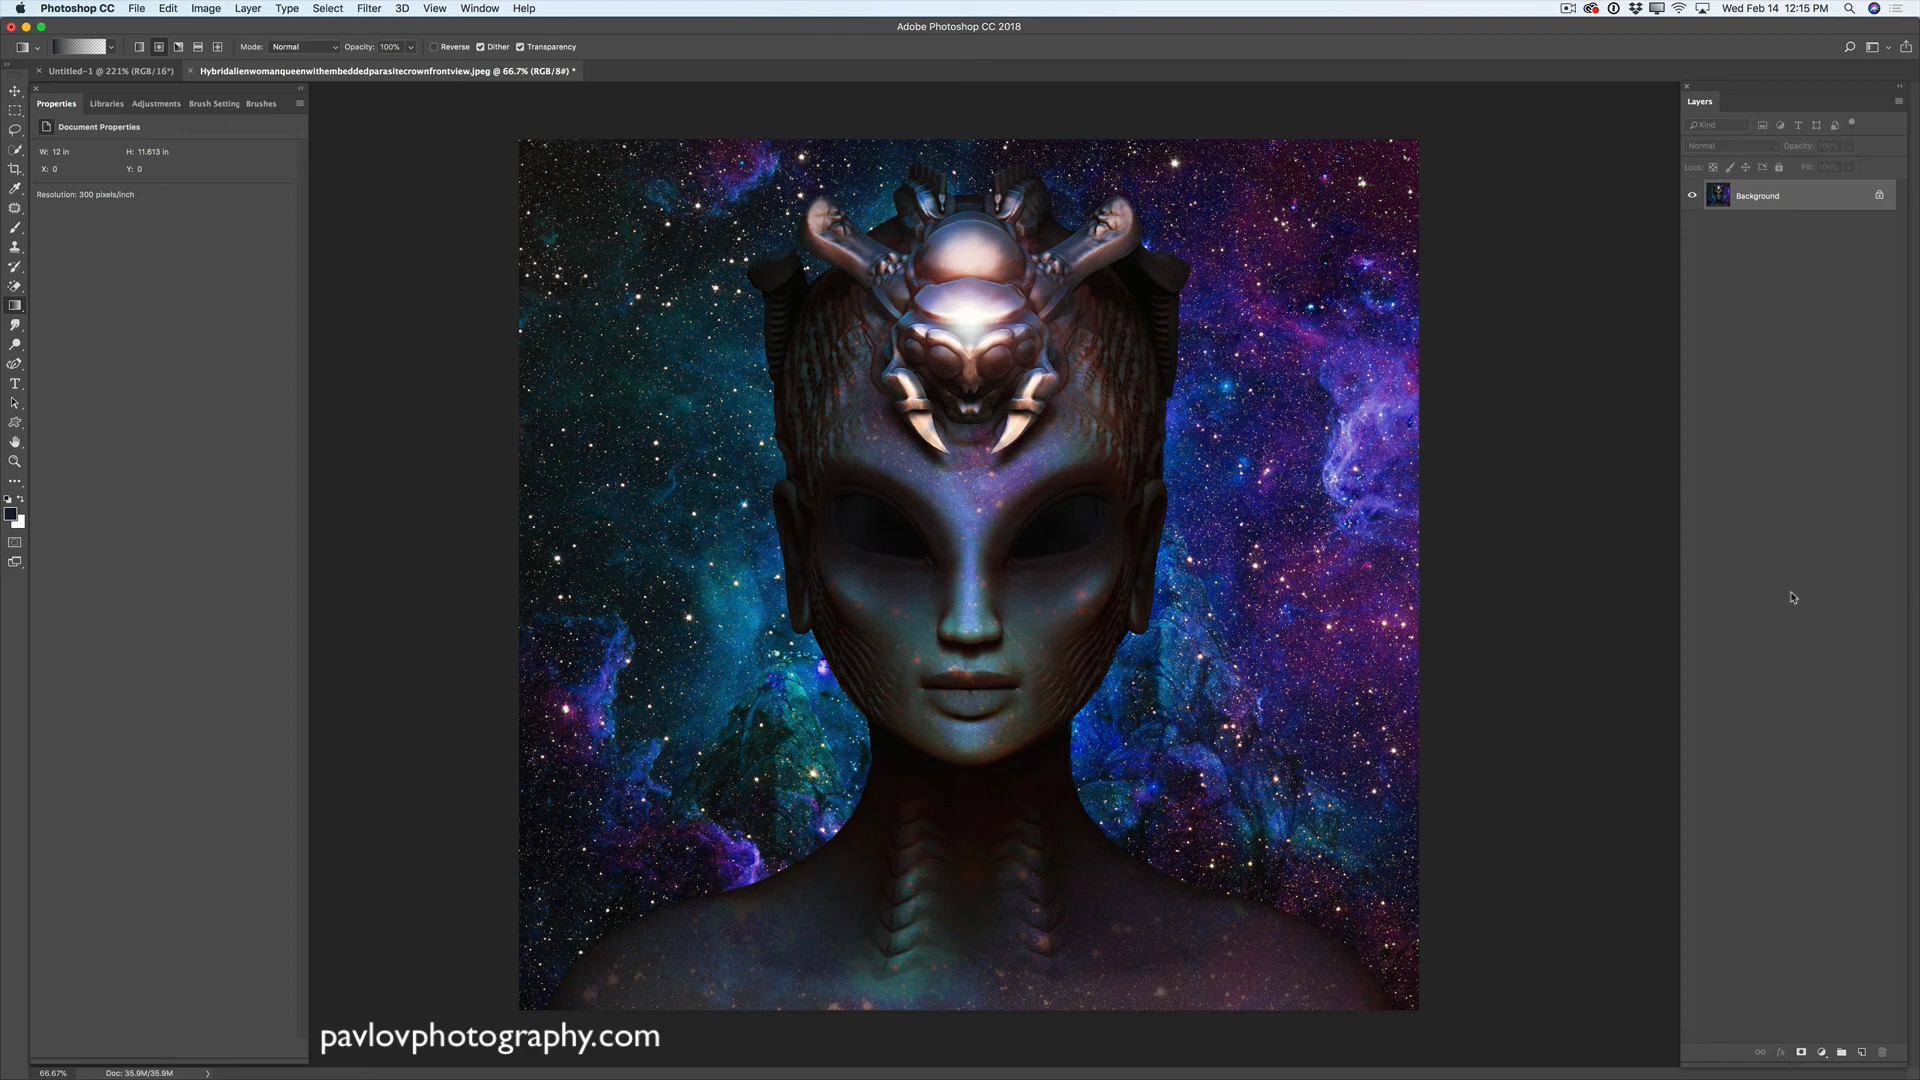 Photoshop CC File Edit Image Layer Type Select Filter 3D View Window Help Wed Feb 14 12:15 PM
Adobe Photoshop CC 2018
Mode: Normal Opacity: 100% Reverse Dither Transparency
Untitled-1 @ 221% (RGB/16*) Hybridalienwomanqueenwithembeddedparasitecrownfrontview.jpeg @ 66.7% (RGB/8#) *
Properties Libraries Adjustments Brush Setting Brushes
Layers
Document Properties
Kind
W: 12 in H: 11.613 in
Normal Opacity: 100%
X: 0 Y: 0
Lock: Fill: 100%
Resolution: 300 pixels/inch
Background
pavlovphotography.com
66.67% Doc: 35.9M/35.9M